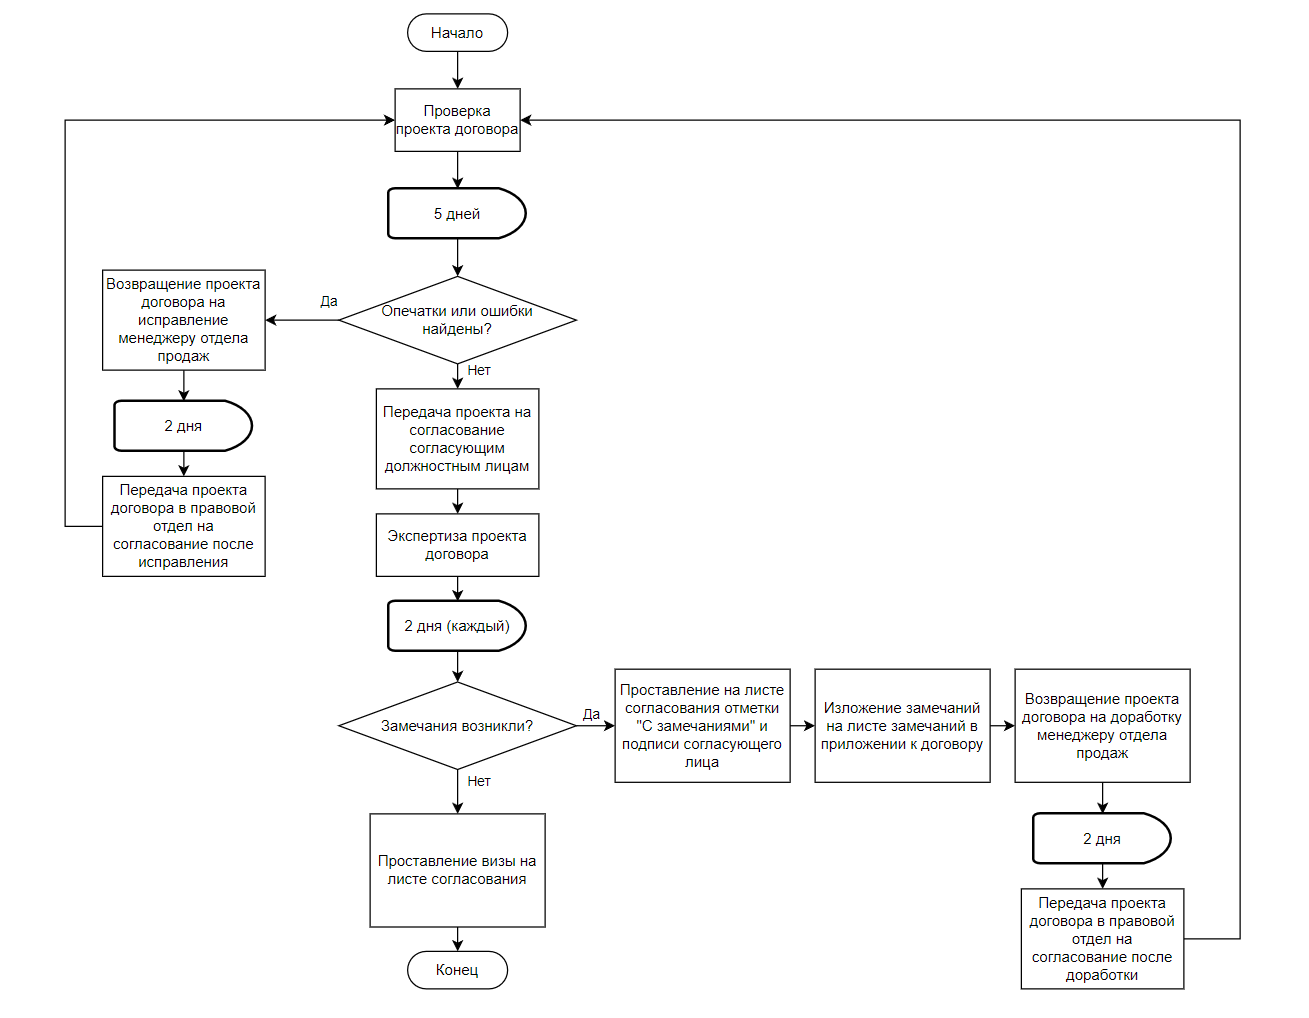 Начало
Проверка
проекта договора
5 дней
Опечатки или ошибки
найдены?
Да
Возвращение проекта
договора на
исправление
менеджеру отдела
продаж
2 дня
Передача проекта
договора в правовой
отдел на
согласование после
исправления
Нет
Передача проекта на
согласование
согласующим
должностным лицам
Экспертиза проекта
договора
2 дня (каждый)
Замечания возникли?
Да
Проставление на листе
согласования отметки
"С замечаниями" и
подписи согласующего
лица
Изложение замечаний
на листе замечаний в
приложении к договору
Возвращение проекта
договора на доработку
менеджеру отдела
продаж
2 дня
Передача проекта
договора в правовой
отдел на
согласование после
доработки
Нет
Проставление визы на
листе согласования
Конец